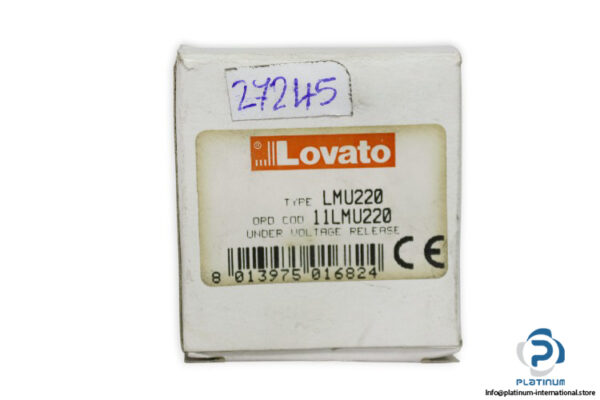 27245
Lovato
TYPE LMU220
ORD COD 11LMU220
UNDER VOLTAGE RELEASE
8 013975 016824
CE
PLATINUM
Info@platinum-international.store